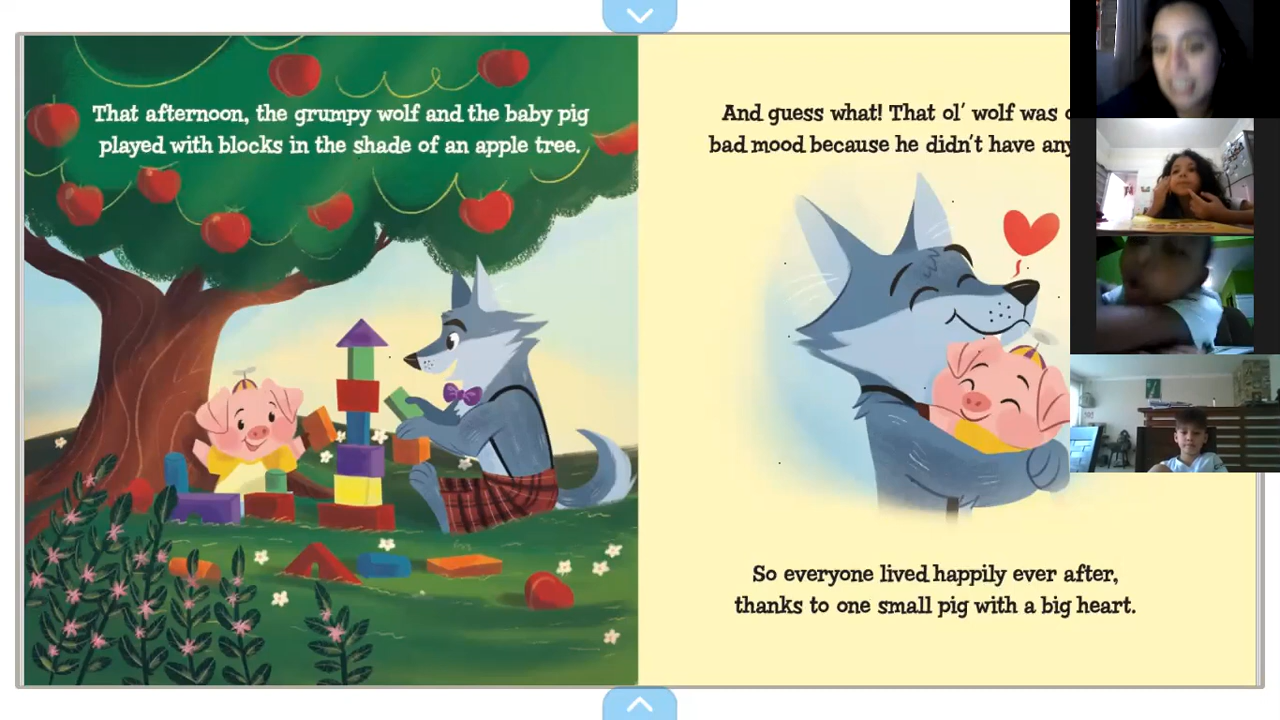 That afternoon, the grumpy wolf and the baby pig
played with blocks in the shade of an apple tree.
And guess what! That ol' wolf was
bad mood because he didn't have any
So everyone lived happily ever after,
thanks to one small pig with a big heart.